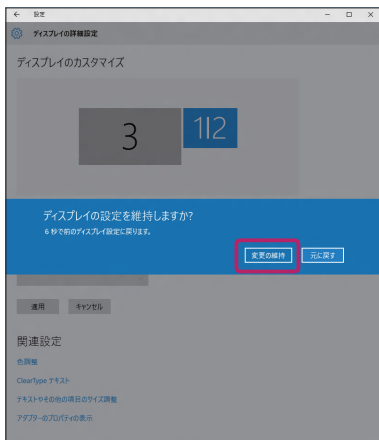 設定
ディスプレイの詳細設定
ディスプレイのカスタマイズ
3
1|2
ディスプレイの設定を維持しますか?
6 秒で前のディスプレイ設定に戻ります。
変更の維持 元に戻す
適用 キャンセル
関連設定
色調整
ClearType テキスト
テキストやその他の項目のサイズ調整
アダプターのプロパティの表示